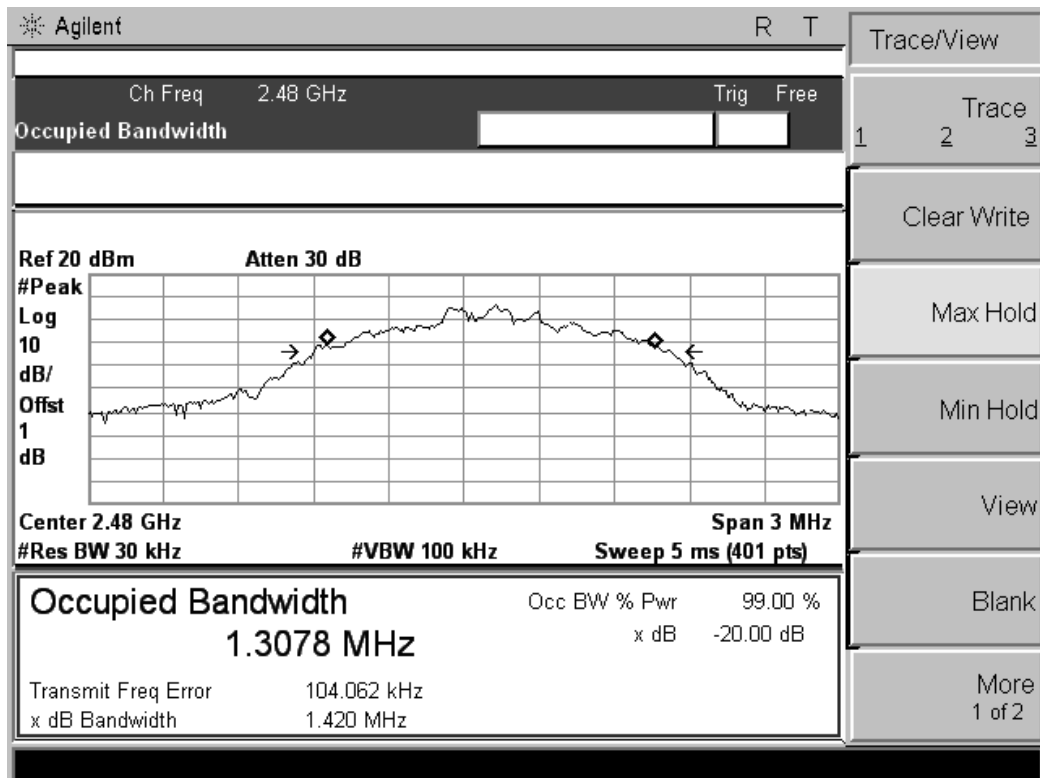 Agilent R T
Ch Freq 2.48 GHz Trig Free
Occupied Bandwidth
Ref 20 dBm Atten 30 dB
#Peak
Log
10
dB/
Offst
1
dB
Center 2.48 GHz Span 3 MHz
#Res BW 30 kHz #VBW 100 kHz Sweep 5 ms (401 pts)
Occupied Bandwidth Occ BW % Pwr 99.00 %
1.3078 MHz x dB -20.00 dB
Transmit Freq Error 104.062 kHz
x dB Bandwidth 1.420 MHz
Trace/View
Trace
1 2 3
Clear Write
Max Hold
Min Hold
View
Blank
More
1 of 2